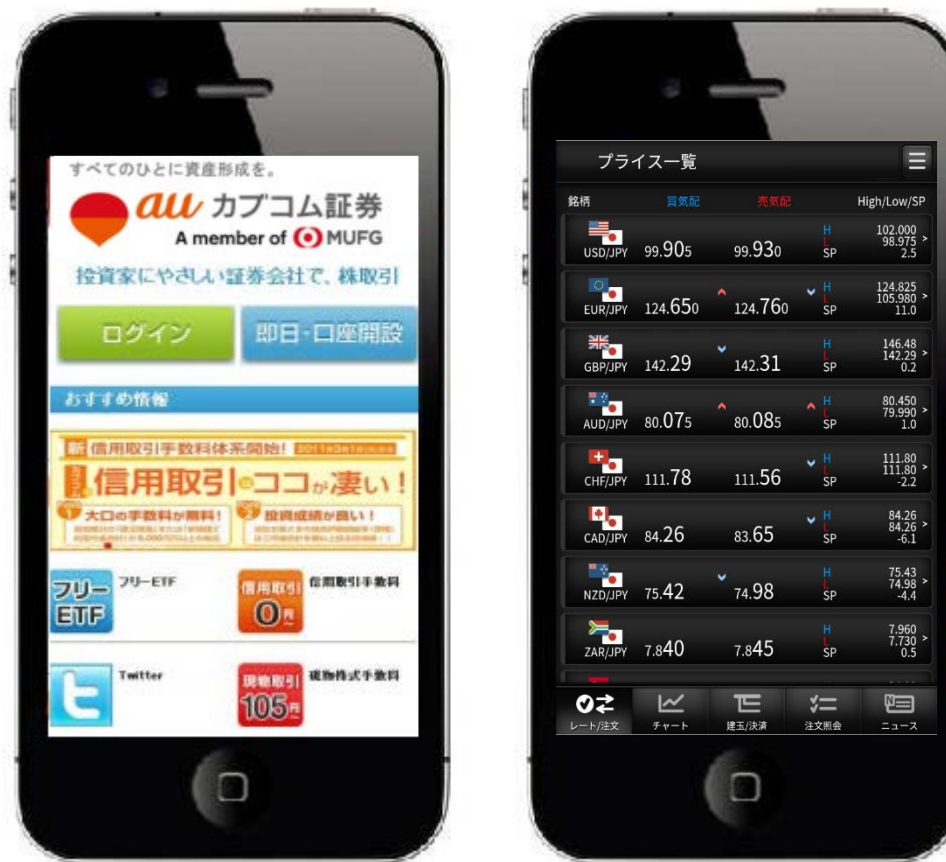 すべてのひとに資産形成を。
au カブコム証券
A member of MUFG
投資家にやさしい証券会社で、株取引
ログイン
即日・口座開設
おすすめ情報
新 信用取引手数料体系開始!
信用取引はココが凄い!
1 大口の手数料が無料!
2 投資成績が良い!
フリーETF
フリーETF
信用取引 0円~
信用取引手数料
Twitter
現物取引 105円
現物株式手数料
プライス一覧
銘柄 買気配 売気配 High/Low/SP
USD/JPY 99.905 99.930 H 102.000 L 98.975 SP 2.5
EUR/JPY 124.650 124.760 H 124.825 L 105.980 SP 11.0
GBP/JPY 142.29 142.31 H 146.48 L 142.29 SP 0.2
AUD/JPY 80.075 80.085 H 80.450 L 79.990 SP 1.0
CHF/JPY 111.78 111.56 H 111.80 L 111.80 SP -2.2
CAD/JPY 84.26 83.65 H 84.26 L 84.26 SP -6.1
NZD/JPY 75.42 74.98 H 75.43 L 74.98 SP -4.4
ZAR/JPY 7.840 7.845 H 7.960 L 7.730 SP 0.5
レート/注文 チャート 建玉/決済 注文照会 ニュース